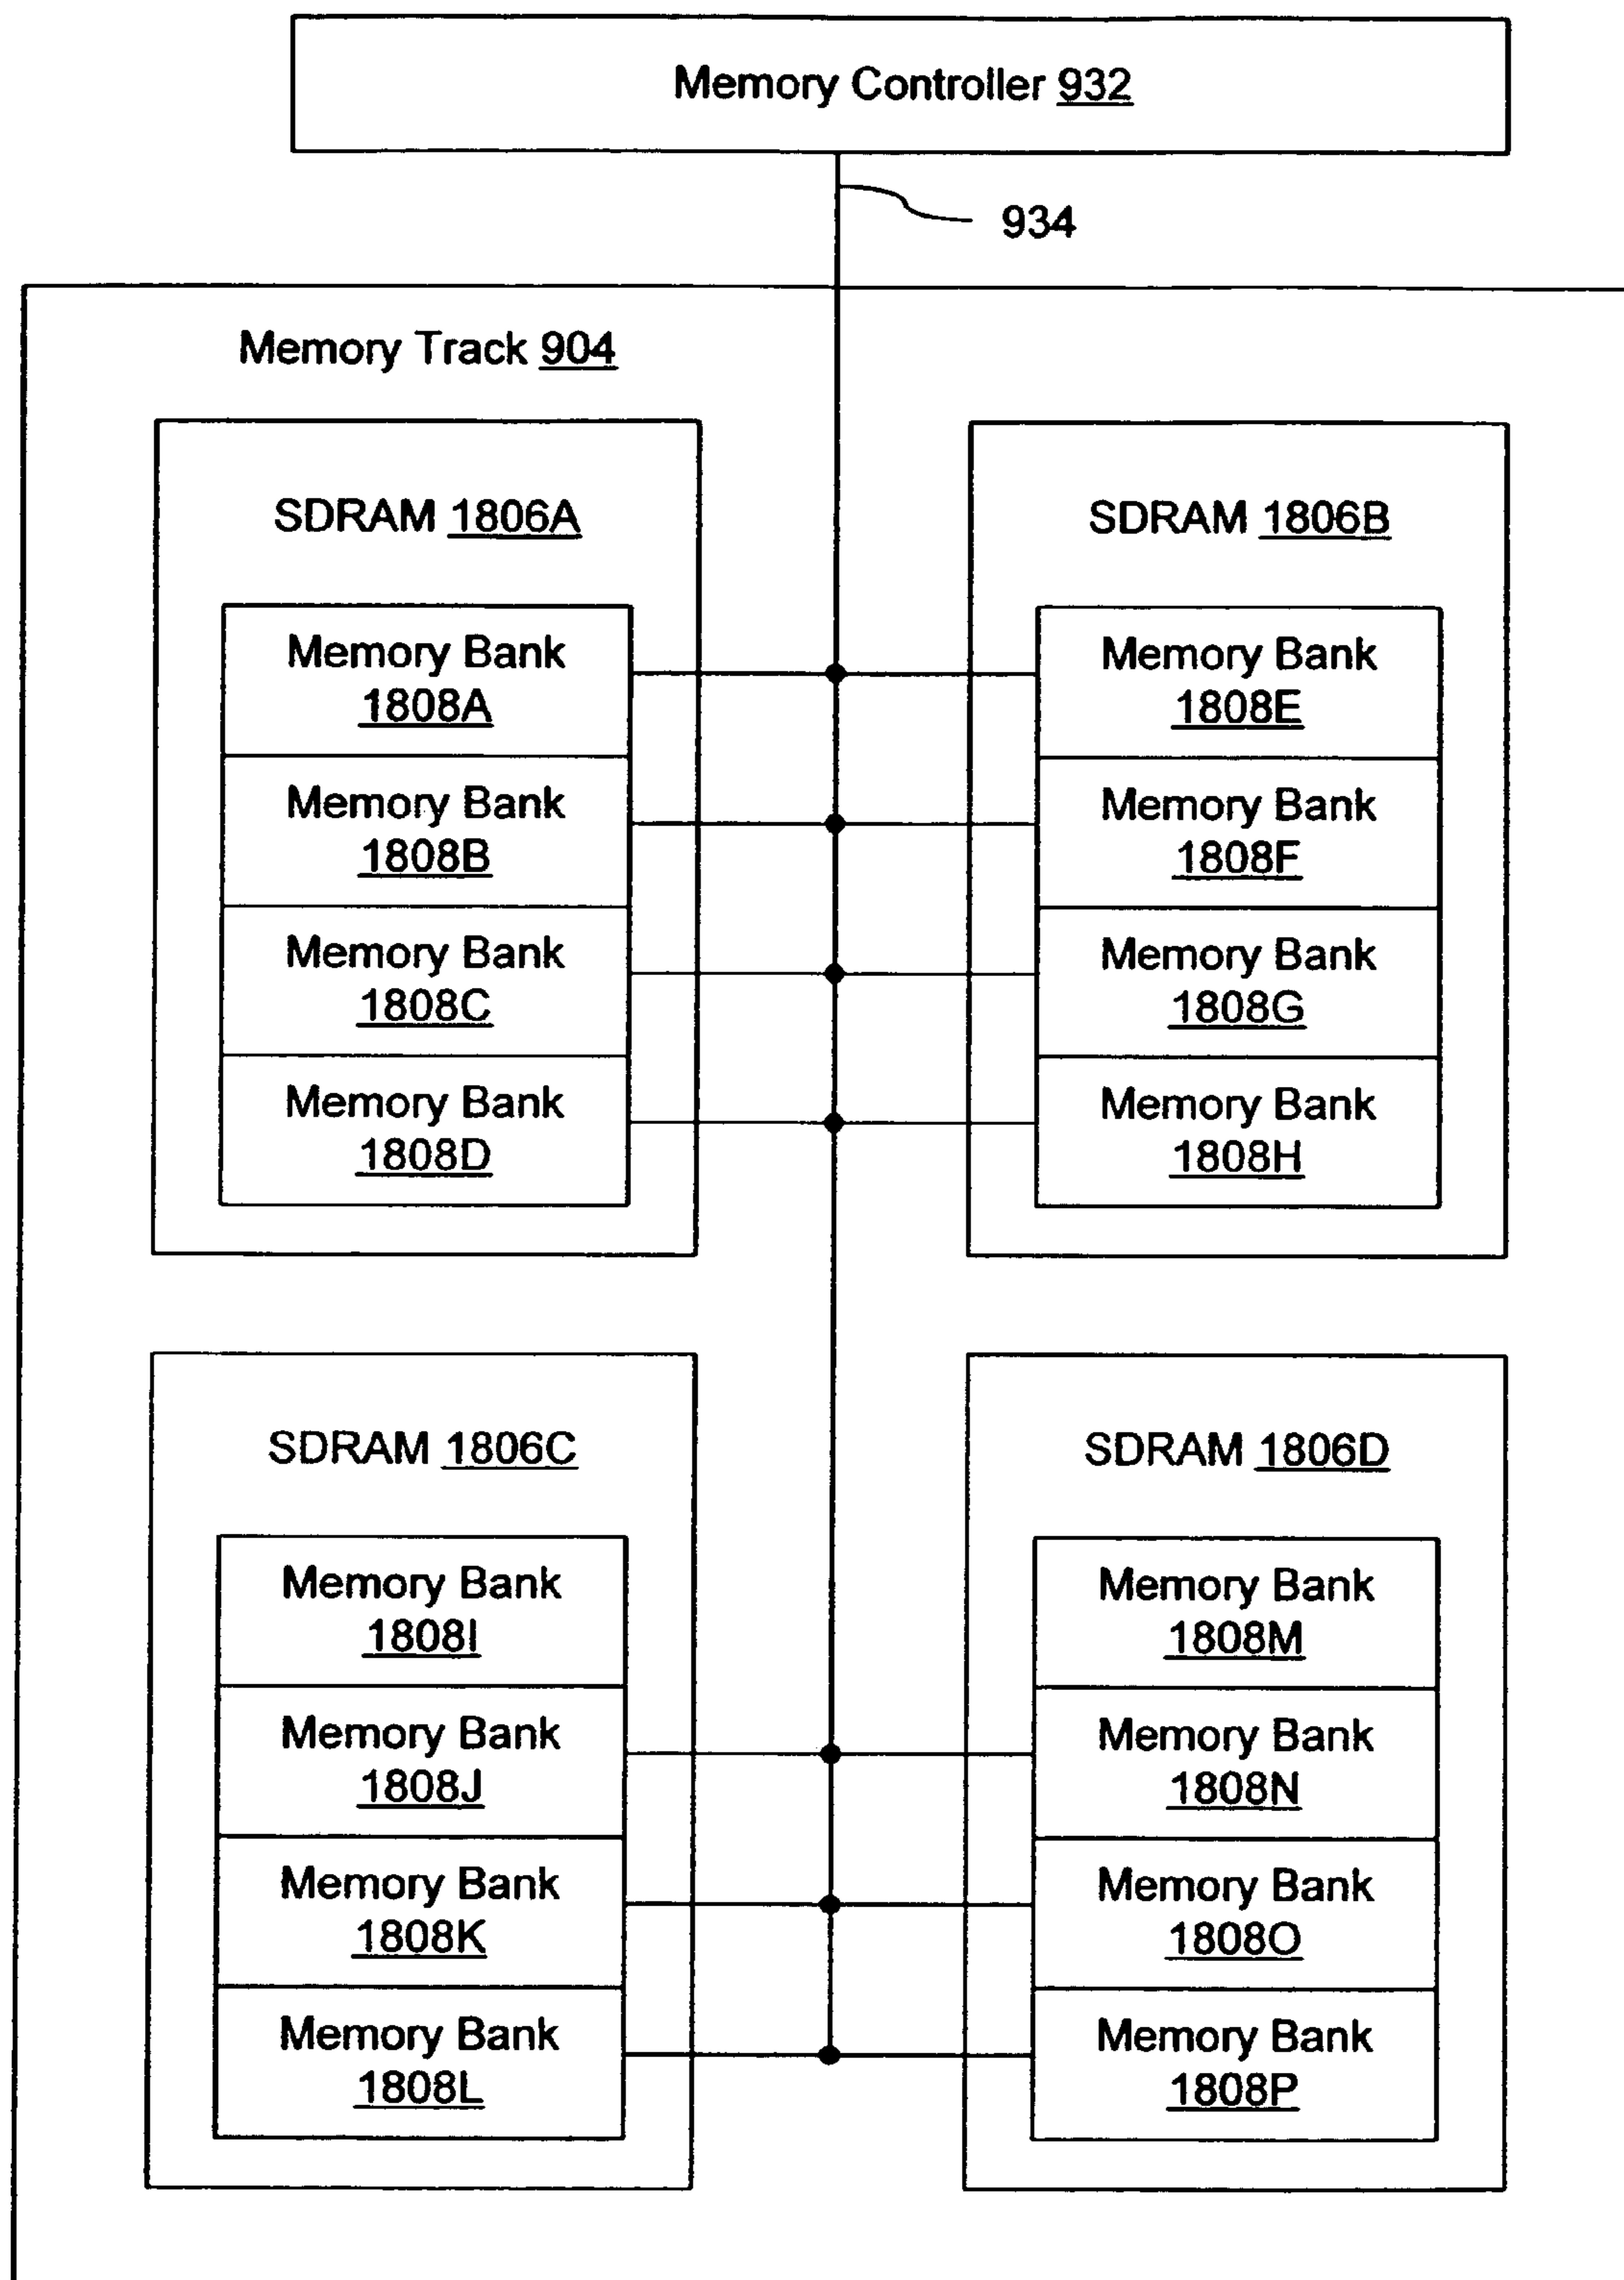 Memory Controller 932
934
Memory Track 904
SDRAM 1806A
Memory Bank
1808A
Memory Bank
1808B
Memory Bank
1808C
Memory Bank
1808D
SDRAM 1806B
Memory Bank
1808E
Memory Bank
1808F
Memory Bank
1808G
Memory Bank
1808H
SDRAM 1806C
Memory Bank
1808I
Memory Bank
1808J
Memory Bank
1808K
Memory Bank
1808L
SDRAM 1806D
Memory Bank
1808M
Memory Bank
1808N
Memory Bank
1808O
Memory Bank
1808P